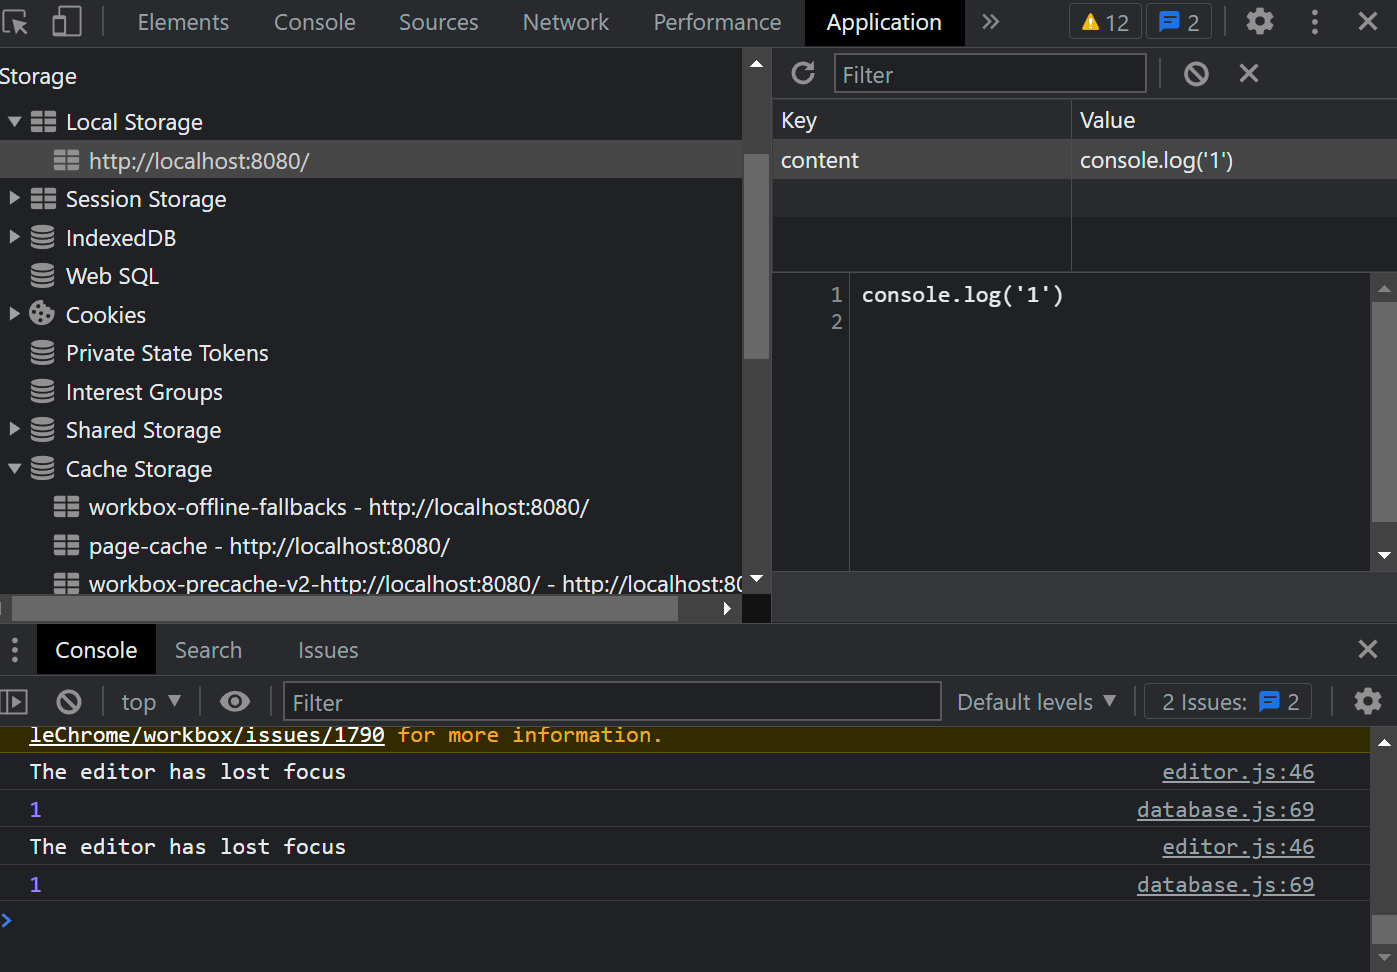 Elements Console Sources Network Performance Application 12 2
Storage
Local Storage
http://localhost:8080/
Session Storage
IndexedDB
Web SQL
Cookies
Private State Tokens
Interest Groups
Shared Storage
Cache Storage
workbox-offline-fallbacks - http://localhost:8080/
page-cache - http://localhost:8080/
workbox-precache-v2-http://localhost:8080/ - http://localhost:80
Filter
Key Value
content console.log('1')
1 console.log('1')
2
Console Search Issues
top Filter Default levels 2 Issues: 2
leChrome/workbox/issues/1790 for more information.
The editor has lost focus editor.js:46
1 database.js:69
The editor has lost focus editor.js:46
1 database.js:69